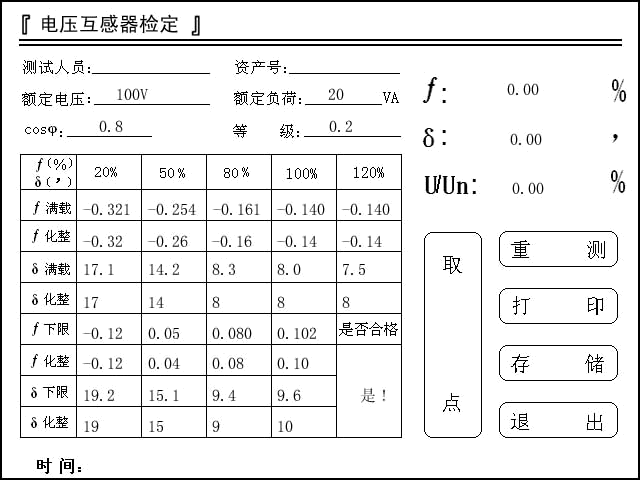 『 电压互感器检定 』
测试人员: 资产号:
额定电压: 100V 额定负荷: 20 VA
cosφ: 0.8 等 级: 0.2
f: 0.00 %
δ: 0.00 ，
U/Un: 0.00 %
f(%) δ(，) 20% 50% 80% 100% 120%
f 满载 -0.321 -0.254 -0.161 -0.140 -0.140
f 化整 -0.32 -0.26 -0.16 -0.14 -0.14
δ 满载 17.1 14.2 8.3 8.0 7.5
δ 化整 17 14 8 8 8
f 下限 -0.12 0.05 0.080 0.102 是否合格
f 化整 -0.12 0.04 0.08 0.10
δ 下限 19.2 15.1 9.4 9.6 是！
δ 化整 19 15 9 10
取 点
重 测
打 印
存 储
退 出
时 间: